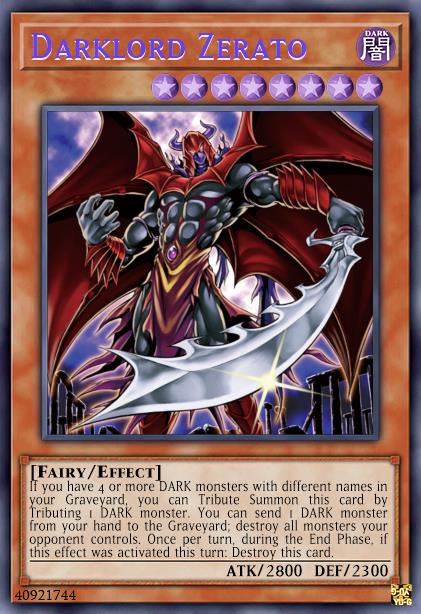 Darklord Zerato
DARK
闇
[Fairy/Effect]
If you have 4 or more DARK monsters with different names in
your Graveyard, you can Tribute Summon this card by
Tributing 1 DARK monster. You can send 1 DARK monster
from your hand to the Graveyard; destroy all monsters your
opponent controls. Once per turn, during the End Phase, if
this effect was activated this turn: Destroy this card.
ATK/2800 DEF/2300
40921744